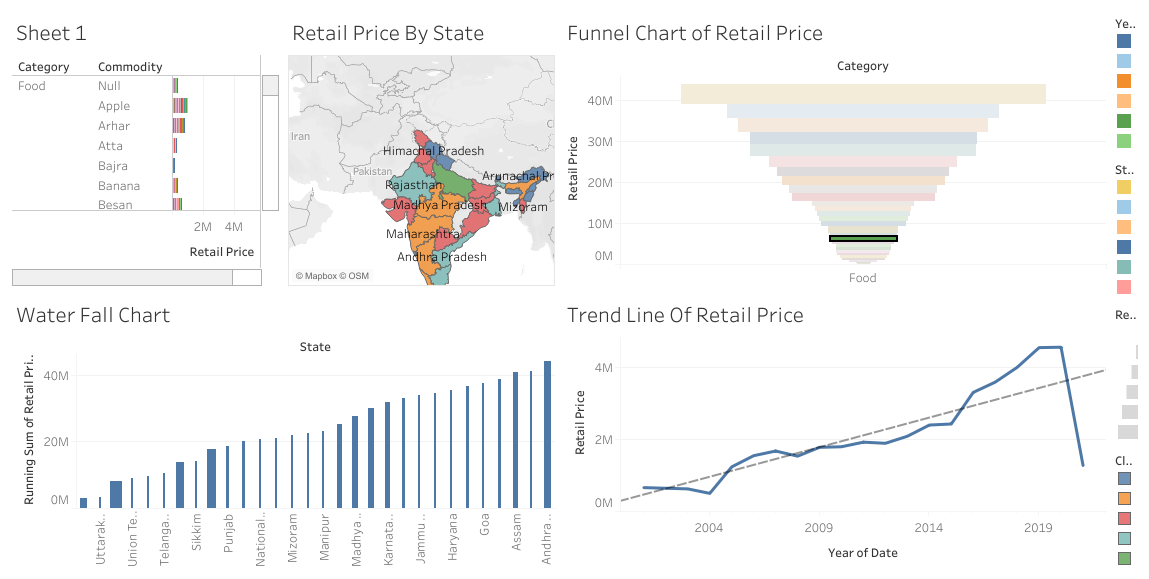 Sheet 1
Category Commodity
Food Null
Apple
Arhar
Atta
Bajra
Banana
Besan
2M 4M
Retail Price
Retail Price By State
Iran
Pakistan
Himachal Pradesh
Rajasthan
Arunachal Pr
Madhya Pradesh
Mizoram
Maharashtra
Andhra Pradesh
© Mapbox © OSM
Funnel Chart of Retail Price
Category
Retail Price
40M
30M
20M
10M
0M
Food
Ye..
St..
Re..
Cl..
Water Fall Chart
State
Running Sum of Retail Pri..
40M
20M
0M
Uttarak..
Union Te..
Telanga..
Sikkim
Punjab
National..
Mizoram
Manipur
Madhya ..
Karnata..
Jammu ..
Haryana
Goa
Assam
Andhra ..
Trend Line Of Retail Price
Retail Price
4M
2M
0M
2004 2009 2014 2019
Year of Date